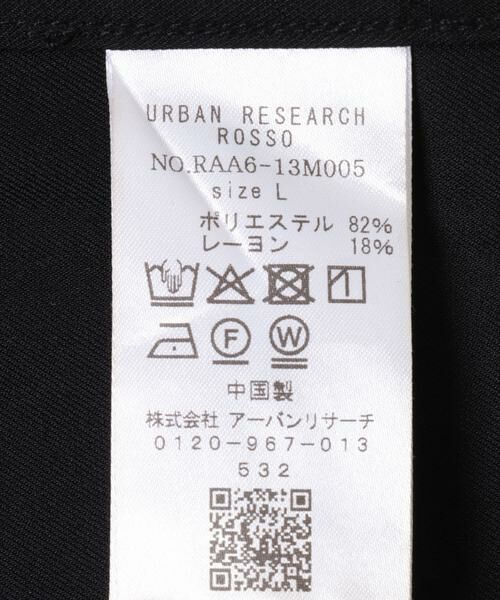 URBAN RESEARCH
ROSSO
NO.RAA6-13M005
size L
ポリエステル 82%
レーヨン 18%
F W
中国製
株式会社 アーバンリサーチ
0120-967-013
532